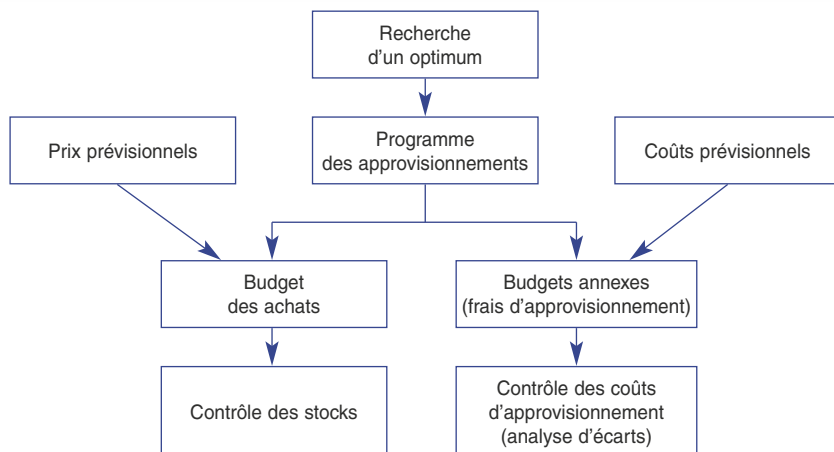 Recherche
d'un optimum
Prix prévisionnels
Programme
des approvisionnements
Coûts prévisionnels
Budget
des achats
Budgets annexes
(frais d'approvisionnement)
Contrôle des stocks
Contrôle des coûts
d'approvisionnement
(analyse d'écarts)